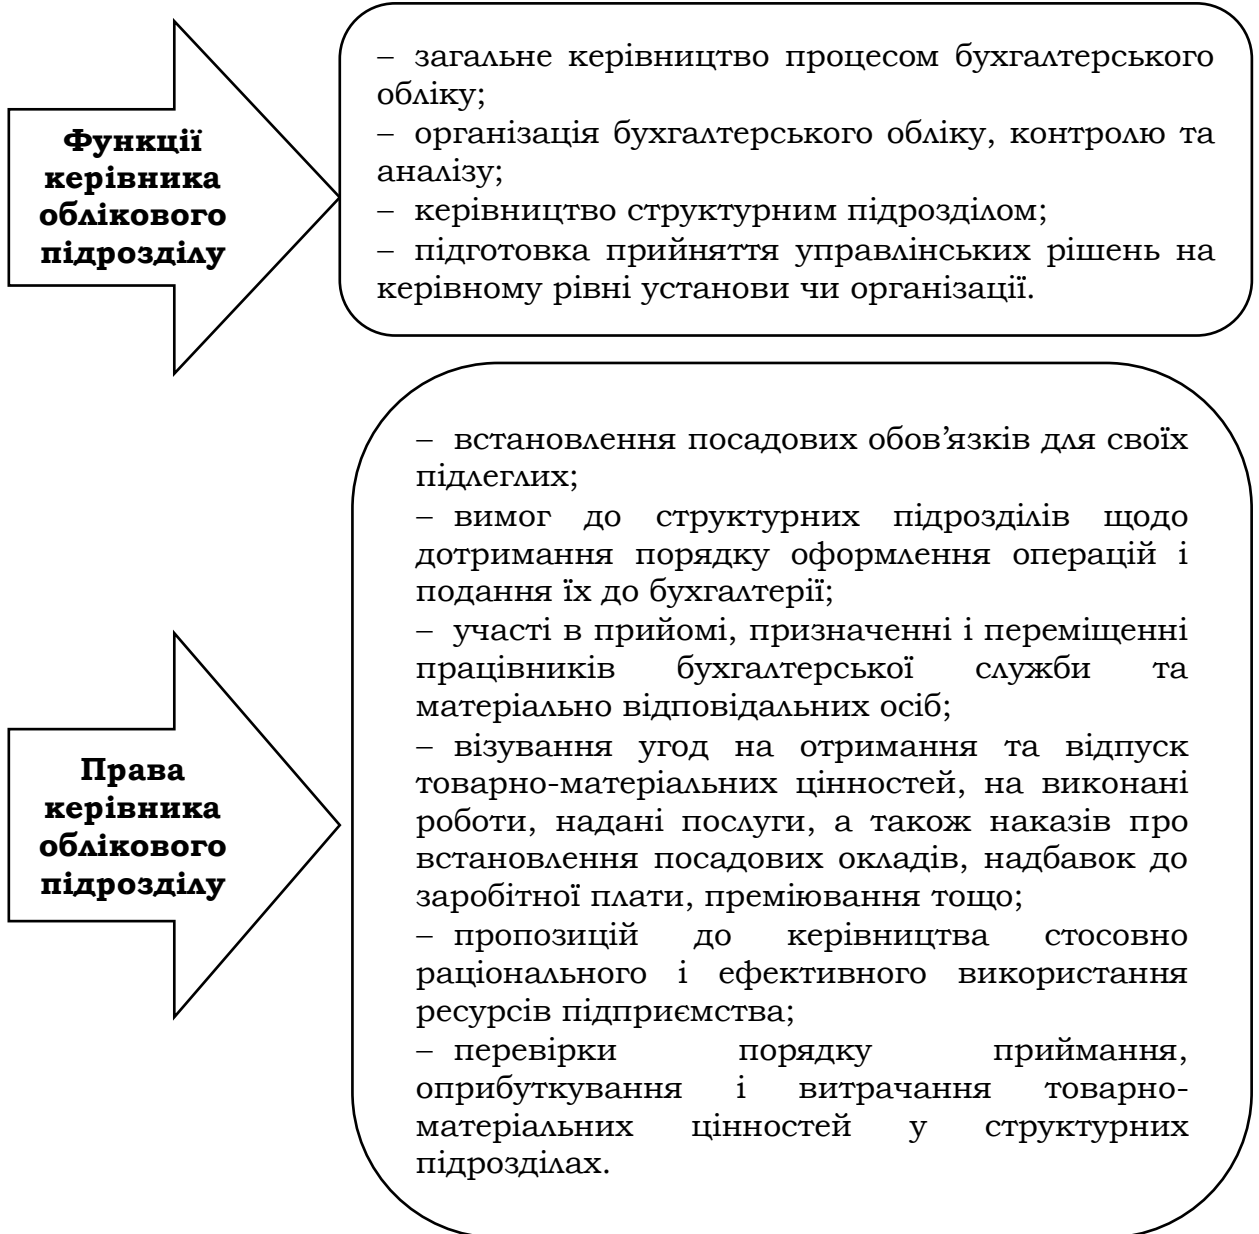 Функції
керівника
облікового
підрозділу
– загальне керівництво процесом бухгалтерського
обліку;
– організація бухгалтерського обліку, контролю та
аналізу;
– керівництво структурним підрозділом;
– підготовка прийняття управлінських рішень на
керівному рівні установи чи організації.
Права
керівника
облікового
підрозділу
– встановлення посадових обов’язків для своїх
підлеглих;
– вимог до структурних підрозділів щодо
дотримання порядку оформлення операцій і
подання їх до бухгалтерії;
– участі в прийомі, призначенні і переміщенні
працівників бухгалтерської служби та
матеріально відповідальних осіб;
– візування угод на отримання та відпуск
товарно-матеріальних цінностей, на виконані
роботи, надані послуги, а також наказів про
встановлення посадових окладів, надбавок до
заробітної плати, преміювання тощо;
– пропозицій до керівництва стосовно
раціонального і ефективного використання
ресурсів підприємства;
– перевірки порядку приймання,
оприбуткування і витрачання товарно-
матеріальних цінностей у структурних
підрозділах.